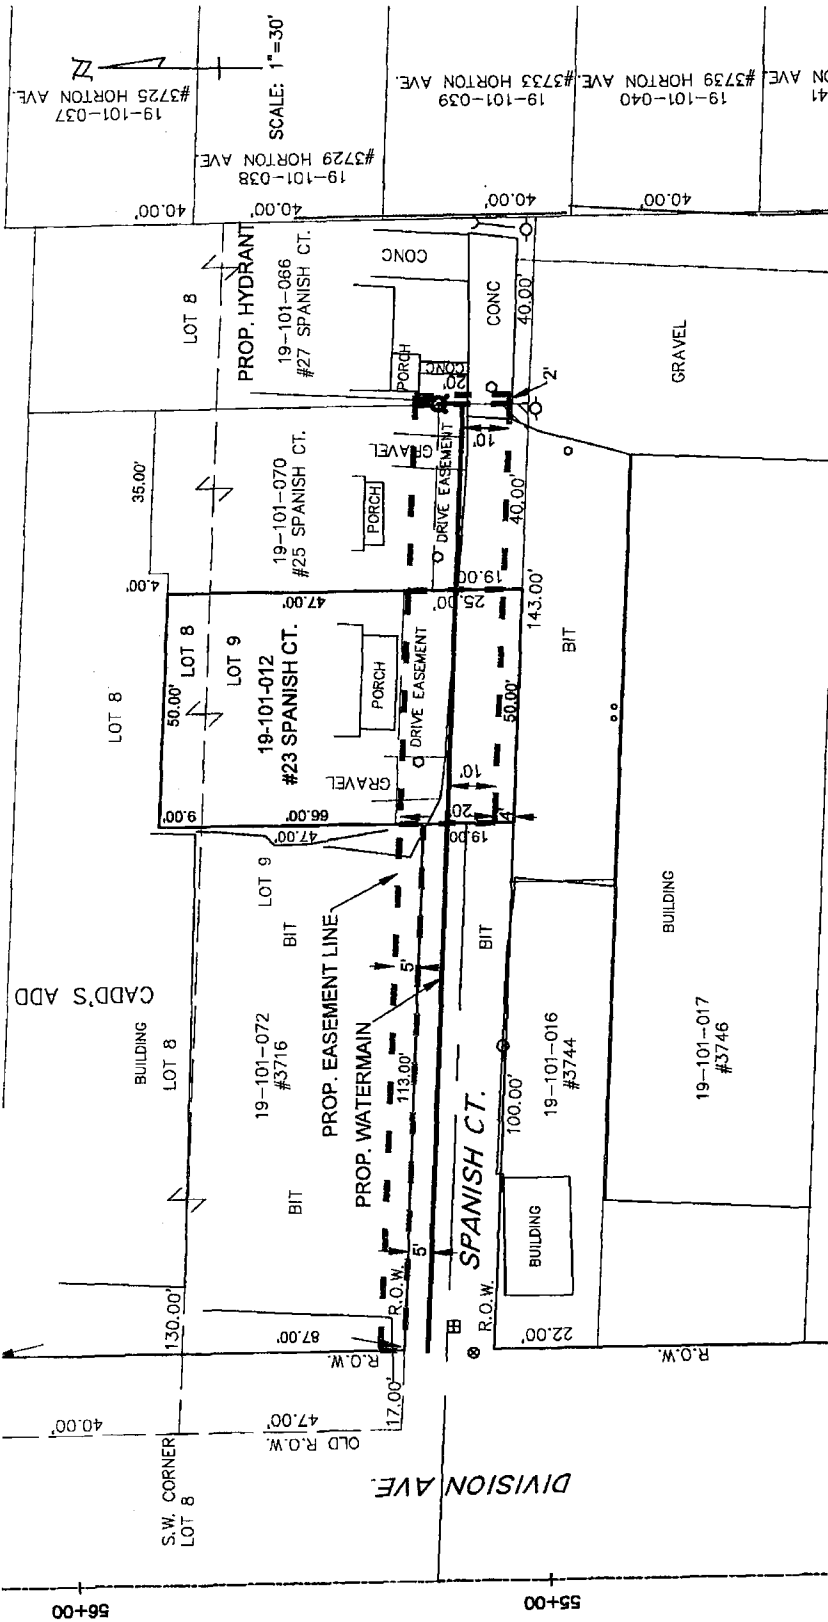 SCALE: 1"=30'
19-101-037
#3725 HORTON AVE.
19-101-038
#3729 HORTON AVE.
19-101-039
#3733 HORTON AVE.
19-101-040
#3739 HORTON AVE.
40.00'
40.00'
40.00'
40.00'
LOT 8
PROP. HYDRANT
19-101-066
#27 SPANISH CT.
CONC
CONC
40.00'
PORCH
CONC
20'
2'
GRAVEL
35.00'
19-101-070
#25 SPANISH CT.
PORCH
GRAVEL
DRIVE EASEMENT
10'
40.00'
4.00'
47.00'
25.00'
19.00'
143.00'
LOT 8
50.00'
LOT 8
LOT 9
19-101-012
#23 SPANISH CT.
PORCH
DRIVE EASEMENT
GRAVEL
10'
50.00'
BIT
9.00'
66.00'
47.00'
20'
19.00
4'
LOT 9
BIT
PROP. EASEMENT LINE
PROP. WATERMAIN
5'
BIT
BUILDING
CADD'S ADD
BUILDING
LOT 8
19-101-072
#3716
113.00'
SPANISH CT.
100.00'
19-101-016
#3744
19-101-017
#3746
BIT
5'
BUILDING
130.00'
87.00'
R.O.W.
R.O.W.
R.O.W.
22.00'
R.O.W.
17.00'
40.00'
47.00'
OLD R.O.W.
S.W. CORNER
LOT 8
DIVISION AVE.
56+00
55+00